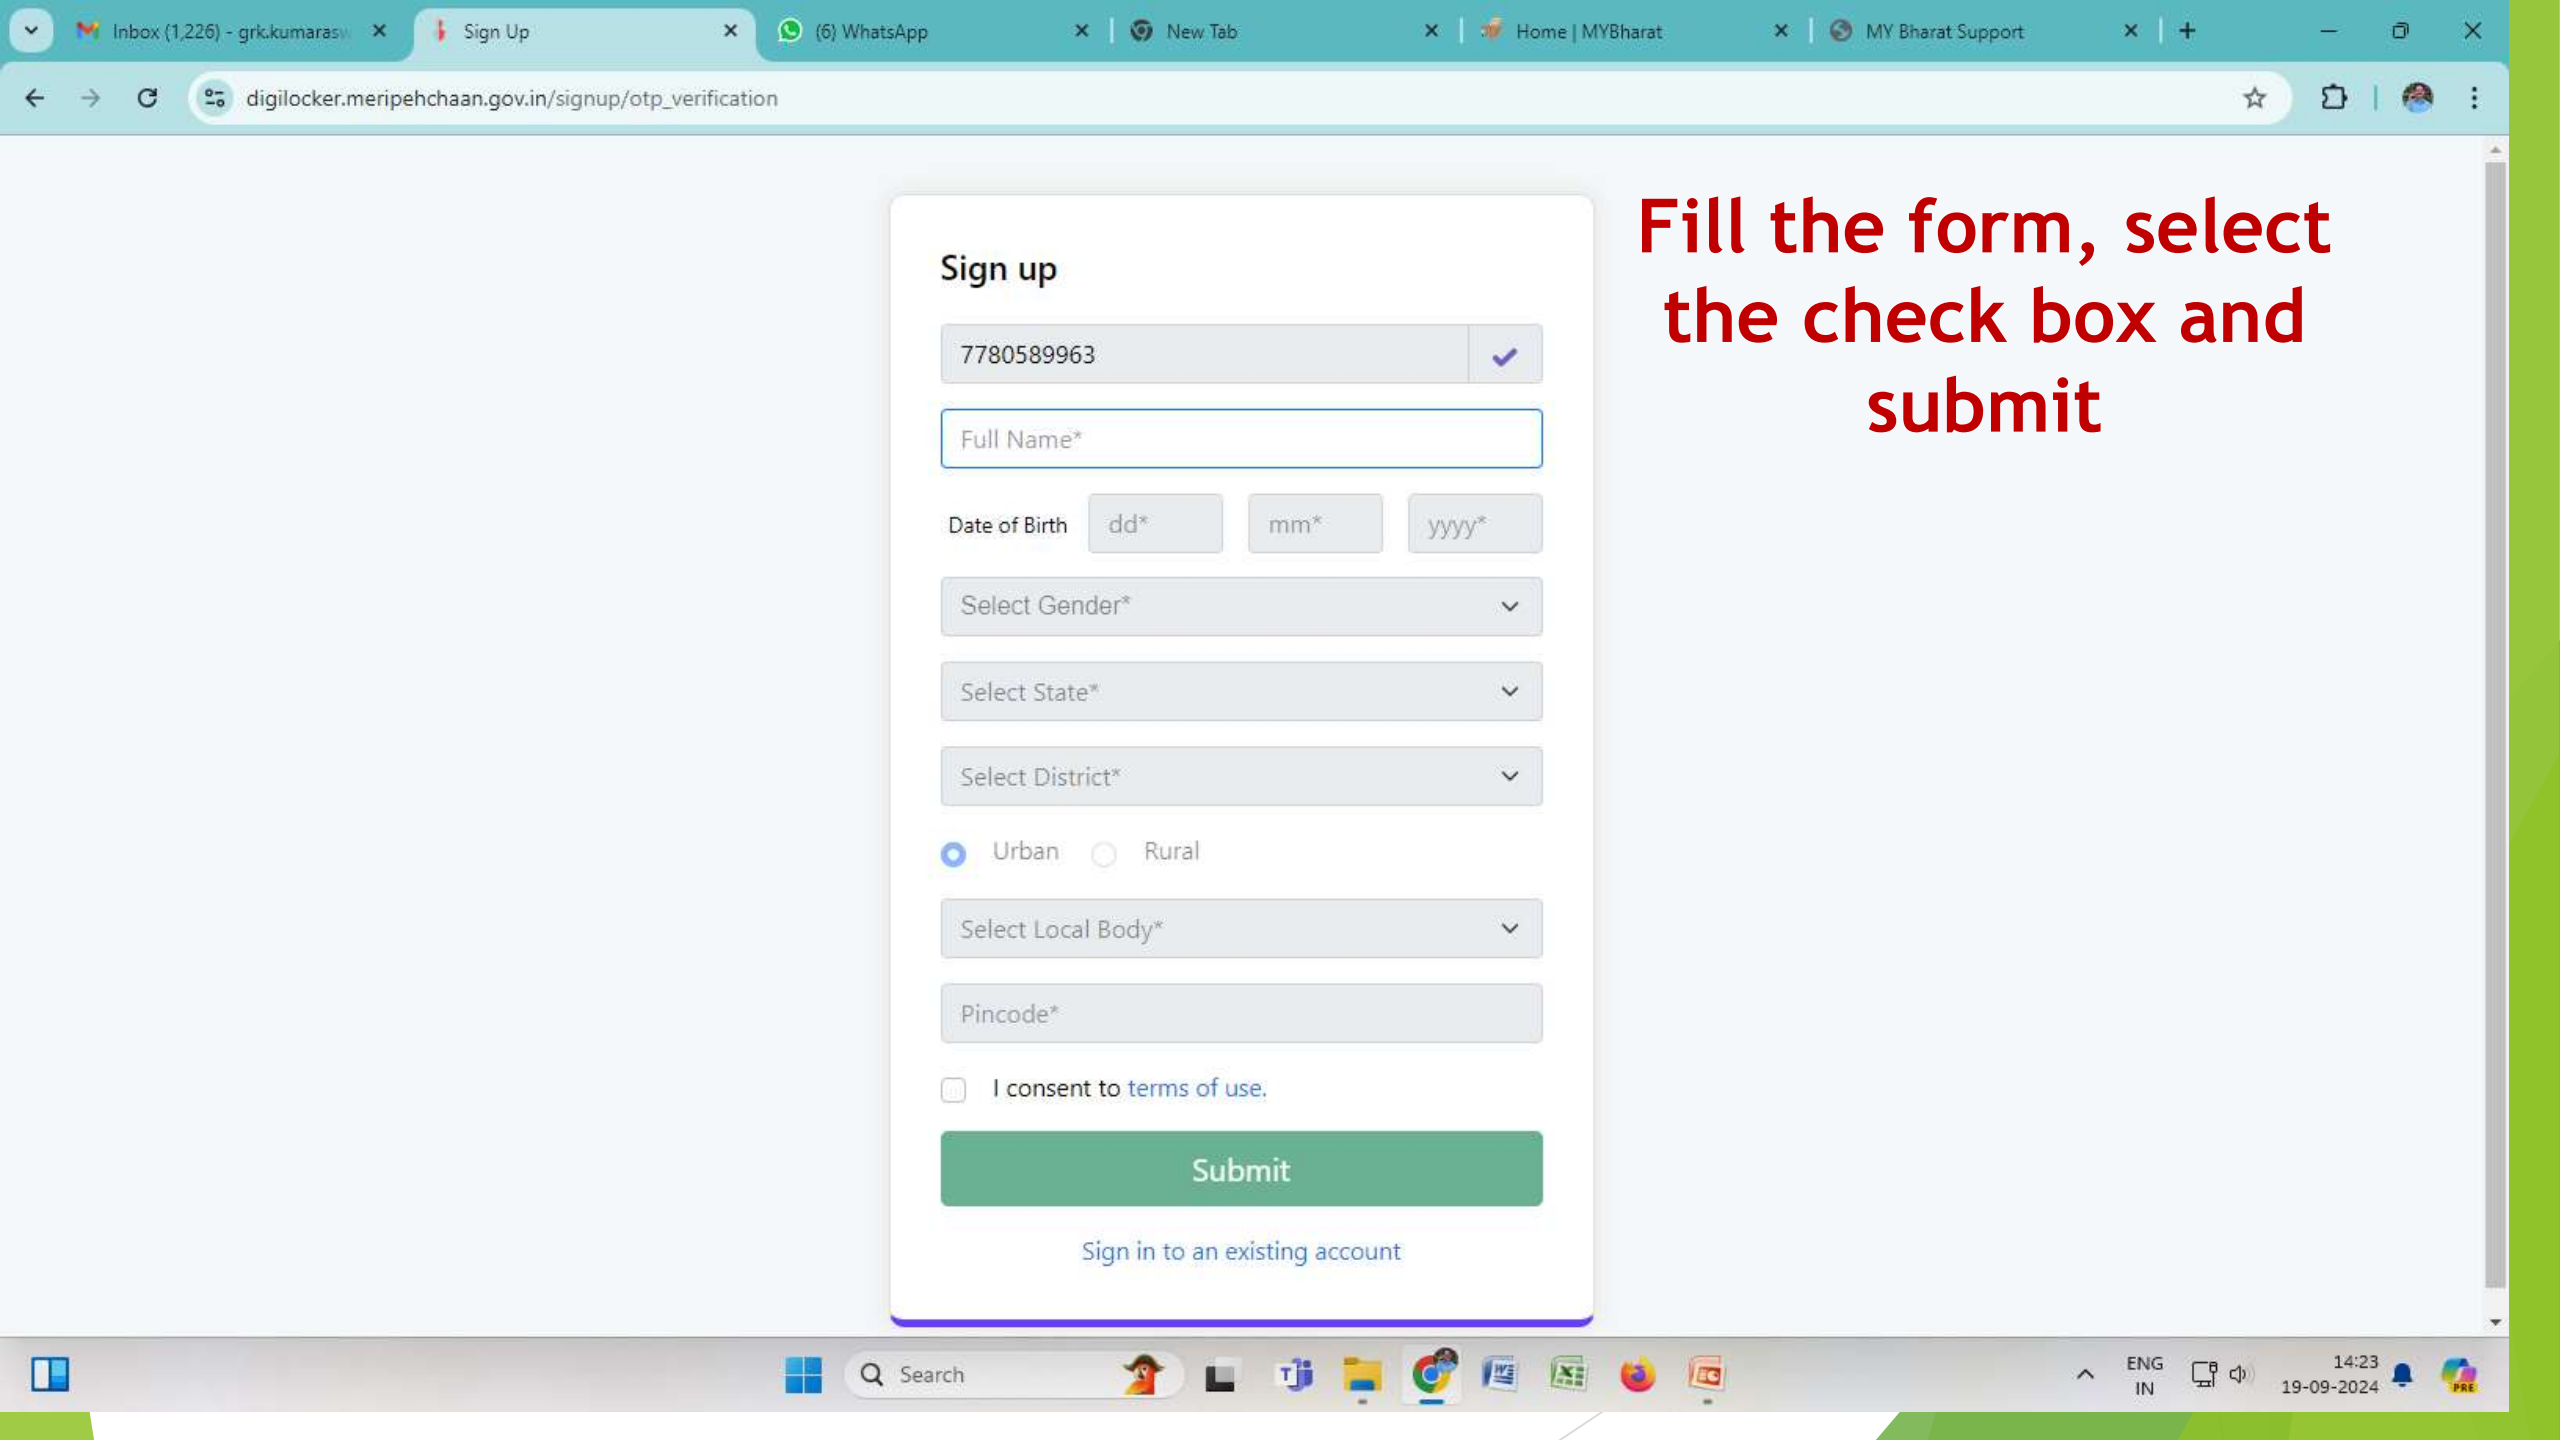 Inbox (1,226) - grk.kumarasw
Sign Up
(6) WhatsApp
New Tab
Home | MYBharat
MY Bharat Support
digilocker.meripehchaan.gov.in/signup/otp_verification
Fill the form, select
the check box and
submit
Sign up
7780589963
Full Name*
Date of Birth dd* mm* yyyy*
Select Gender*
Select State*
Select District*
Urban Rural
Select Local Body*
Pincode*
I consent to terms of use.
Submit
Sign in to an existing account
Search
ENG
IN
14:23
19-09-2024
PRE